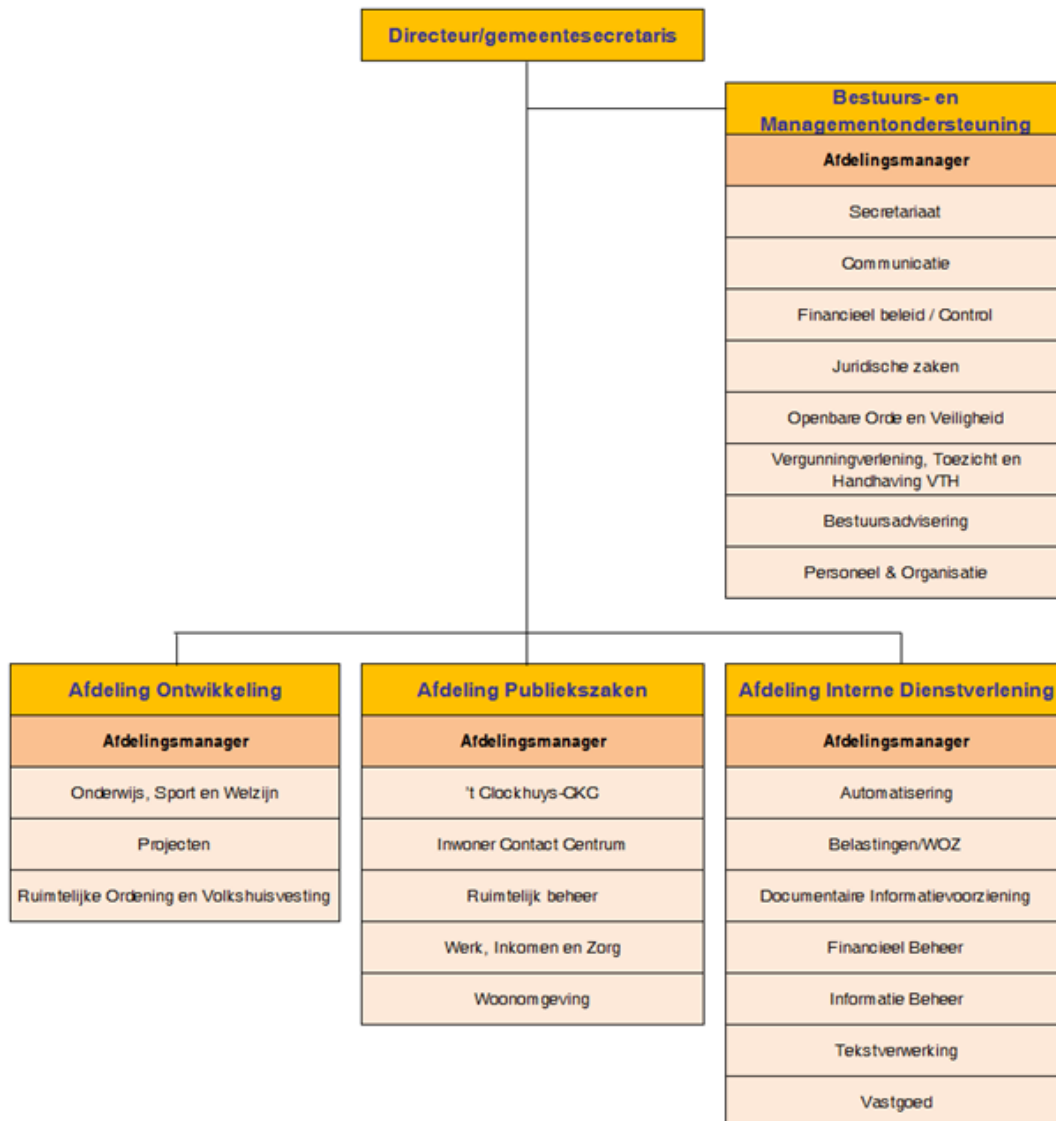 Directeur/gemeentesecretaris
Bestuurs- en
Managementondersteuning
Afdelingsmanager
Secretariaat
Communicatie
Financieel beleid / Control
Juridische zaken
Openbare Orde en Veiligheid
Vergunningverlening, Toezicht en
Handhaving VTH
Bestuursadvisering
Personeel & Organisatie
Afdeling Ontwikkeling
Afdelingsmanager
Onderwijs, Sport en Welzijn
Projecten
Ruimtelijke Ordening en Volkshuisvesting
Afdeling Publiekszaken
Afdelingsmanager
't Clockhuys-CKC
Inwoner Contact Centrum
Ruimtelijk beheer
Werk, Inkomen en Zorg
Woonomgeving
Afdeling Interne Dienstverlening
Afdelingsmanager
Automatisering
Belastingen/WOZ
Documentaire Informatievoorziening
Financieel Beheer
Informatie Beheer
Tekstverwerking
Vastgoed